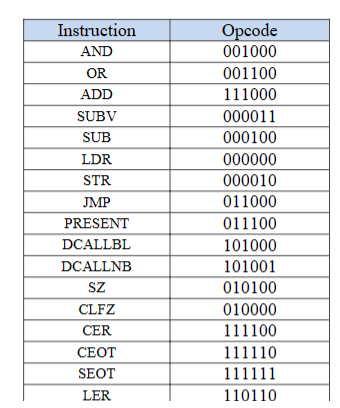 Instruction Opcode
AND 001000
OR 001100
ADD 111000
SUBV 000011
SUB 000100
LDR 000000
STR 000010
JMP 011000
PRESENT 011100
DCALLBL 101000
DCALLNB 101001
SZ 010100
CLFZ 010000
CER 111100
CEOT 111110
SEOT 111111
LER 110110